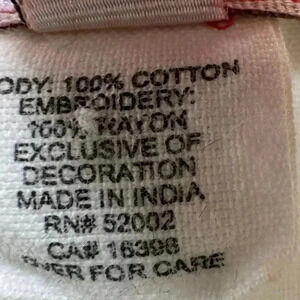 ODY: 100% COTTON
EMBROIDERY:
100% RAYON
EXCLUSIVE OF
DECORATION
MADE IN INDIA
RN# 52002
CA# 16396
FOR CARE